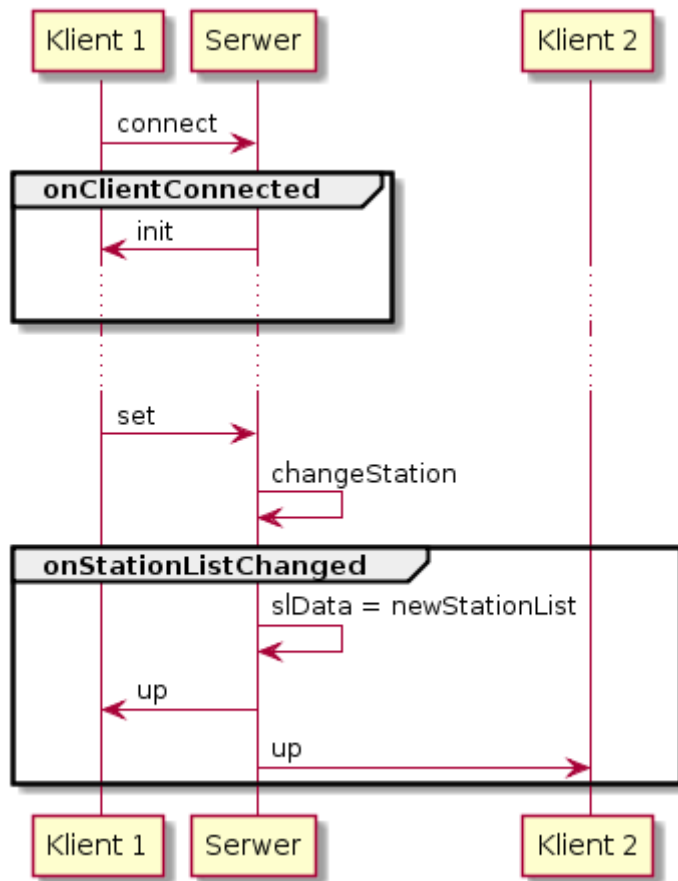 Klient 1 Serwer Klient 2
connect
onClientConnected
init
set
changeStation
onStationListChanged
slData = newStationList
up
up
Klient 1 Serwer Klient 2